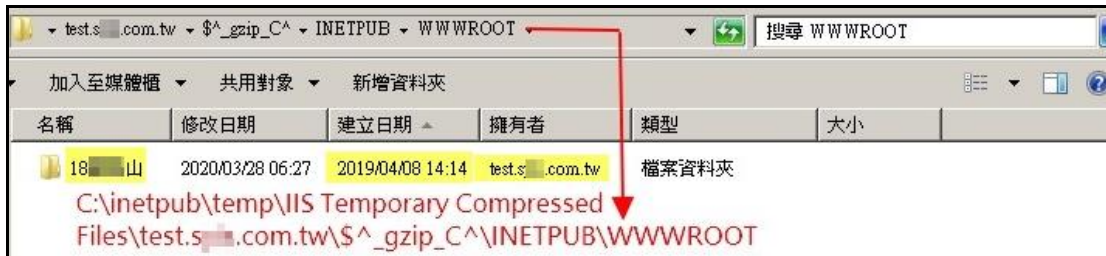 test.s .com.tw $^_gzip_C^ INETPUB WWWROOT 搜尋 WWWROOT
加入至媒體櫃 共用對象 新增資料夾
名稱 修改日期 建立日期 擁有者 類型 大小
18 山 2020/03/28 06:27 2019/04/08 14:14 test.s .com.tw 檔案資料夾
C:\inetpub\temp\IIS Temporary Compressed
Files\test.s .com.tw\$^_gzip_C^\INETPUB\WWWROOT